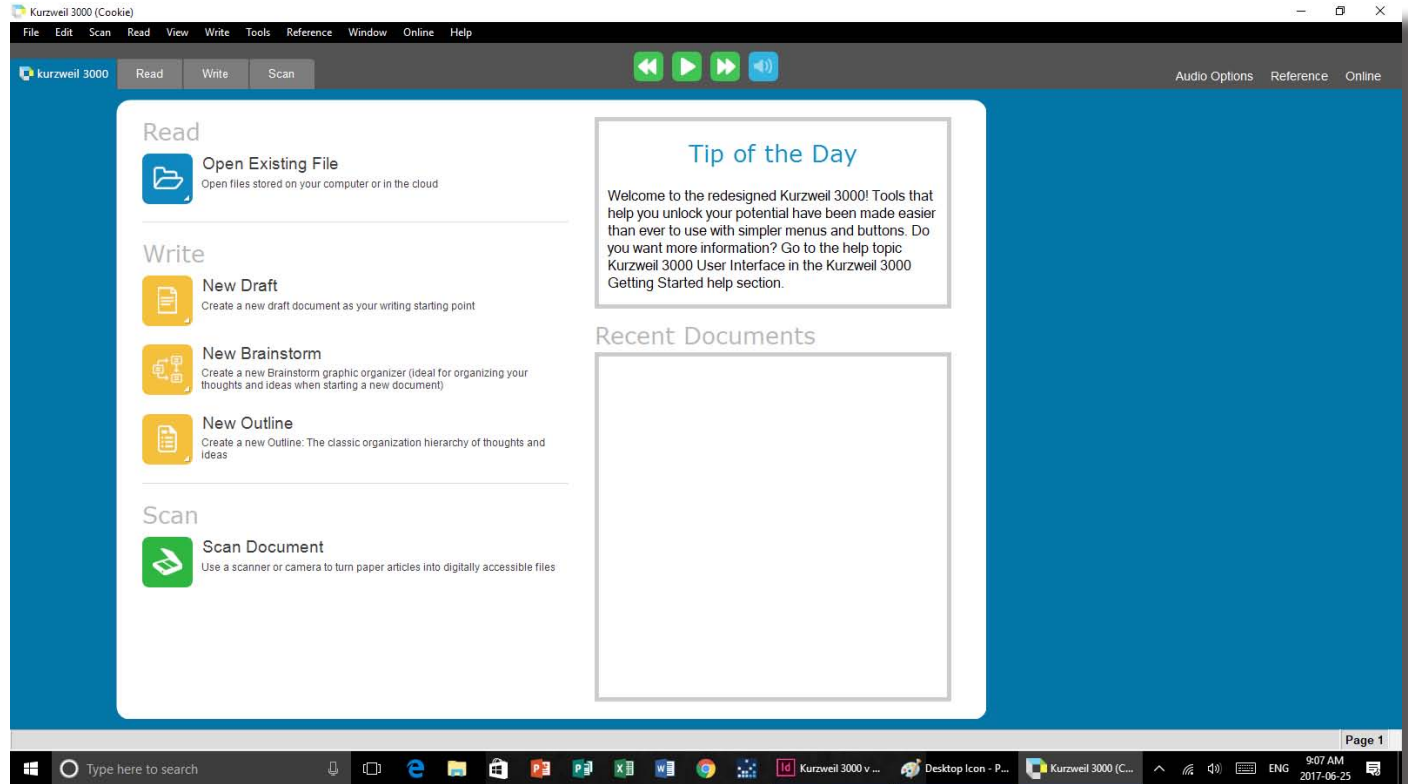 Kurzweil 3000 (Cookie)
File Edit Scan Read View Write Tools Reference Window Online Help
kurzweil 3000 Read Write Scan
Audio Options Reference Online
Read
Open Existing File
Open files stored on your computer or in the cloud
Write
New Draft
Create a new draft document as your writing starting point
New Brainstorm
Create a new Brainstorm graphic organizer (ideal for organizing your
thoughts and ideas when starting a new document)
New Outline
Create a new Outline: The classic organization hierarchy of thoughts and
ideas
Scan
Scan Document
Use a scanner or camera to turn paper articles into digitally accessible files
Tip of the Day
Welcome to the redesigned Kurzweil 3000! Tools that
help you unlock your potential have been made easier
than ever to use with simpler menus and buttons. Do
you want more information? Go to the help topic
Kurzweil 3000 User Interface in the Kurzweil 3000
Getting Started help section.
Recent Documents
Page 1
Type here to search
Id Kurzweil 3000 v ...
Desktop Icon - P...
Kurzweil 3000 (C...
ENG
9:07 AM
2017-06-25